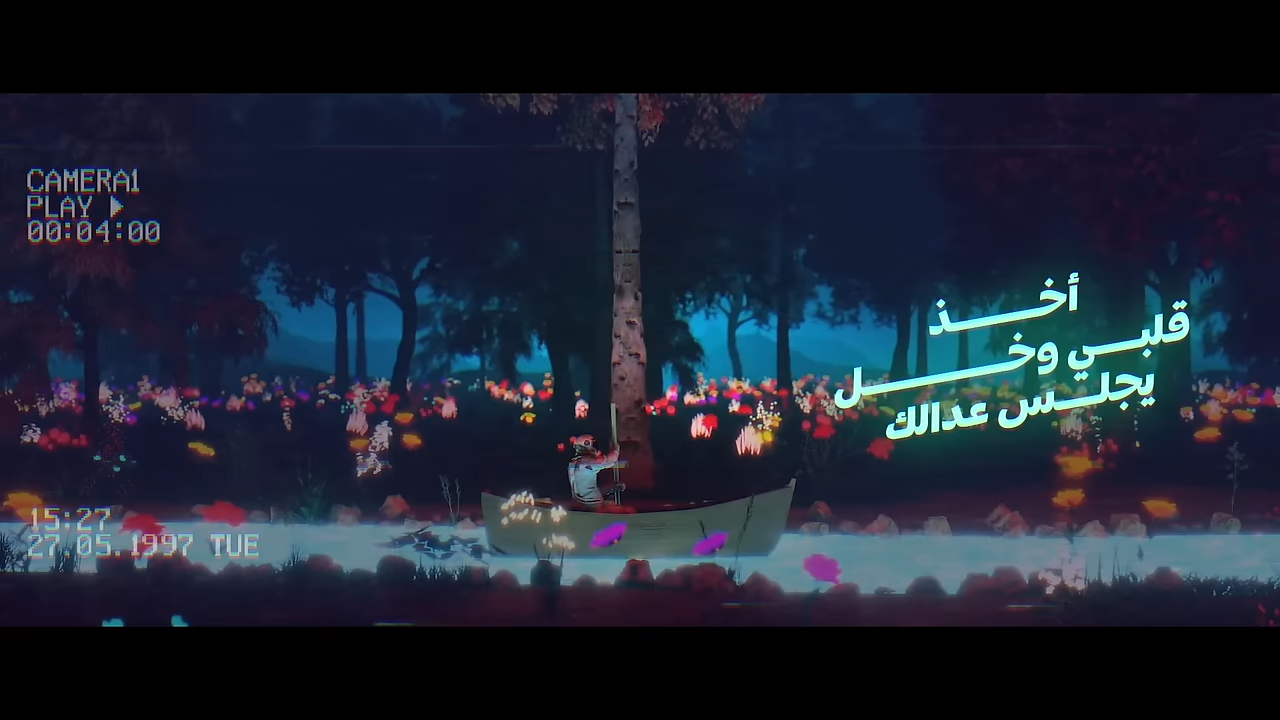 CAMERA1
PLAY
00:04:00
أخذ
قلبي وخل
يجلس عدالك
15:27
27 05.1997 TUE